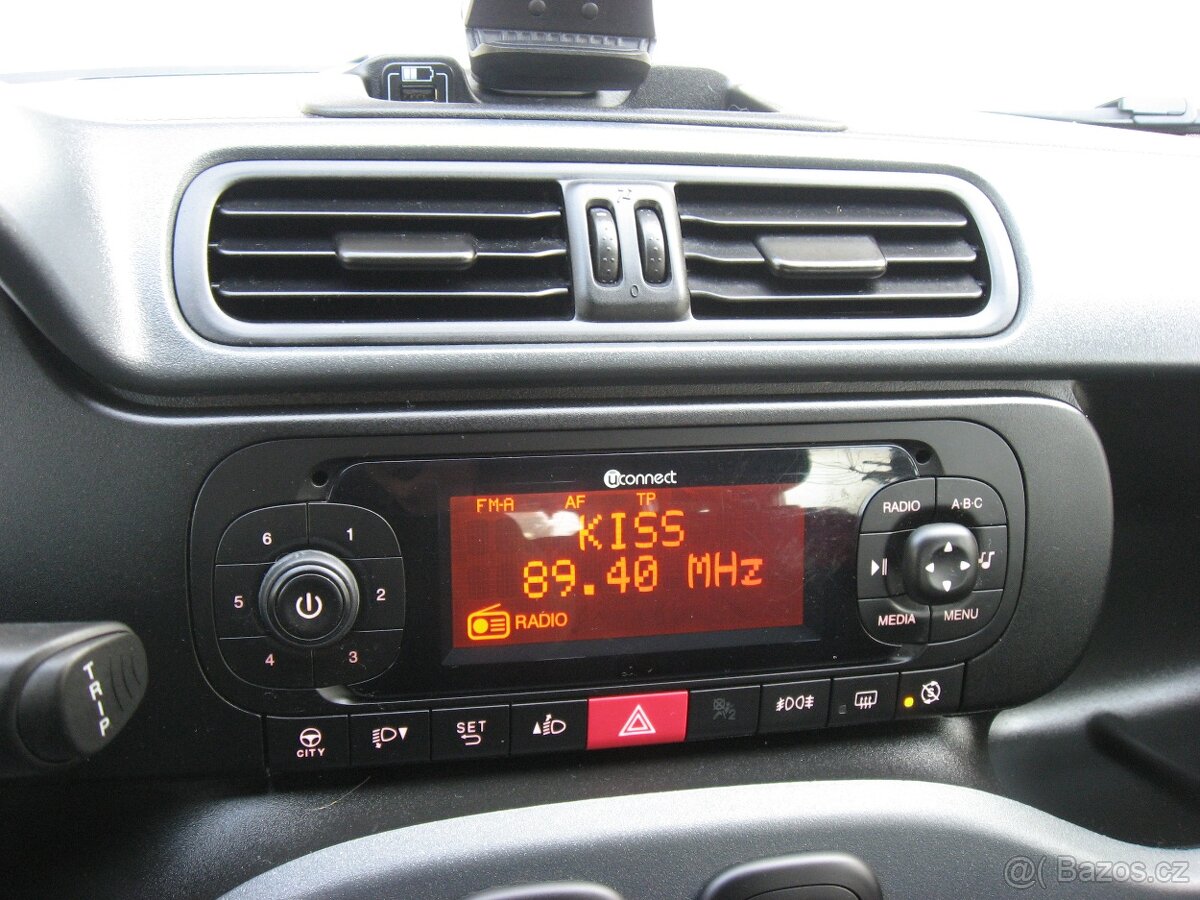 uconnect
FM-A AF TP
KISS
89.40 MHz
RADIO
6 1
5 2
4 3
RADIO A·B·C
MEDIA MENU
TRIP
CITY
SET
0
@( Bazos.cz